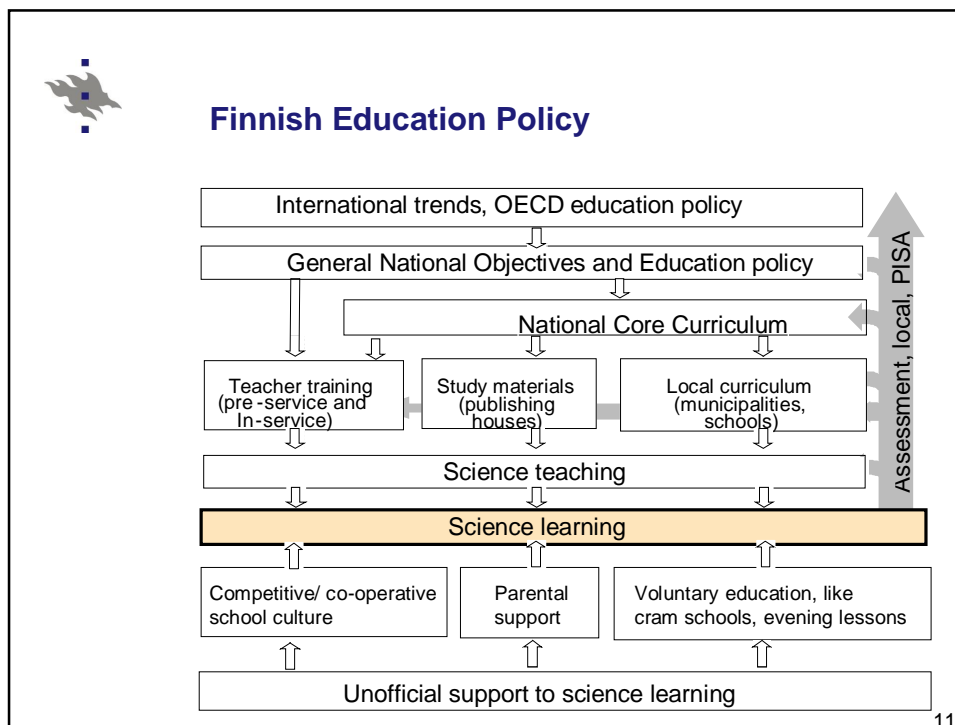 Finnish Education Policy
International trends, OECD education policy
General National Objectives and Education policy
National Core Curriculum
Teacher training
(pre-service and
In-service)
Study materials
(publishing
houses)
Local curriculum
(municipalities,
schools)
Assessment, local, PISA
Science teaching
Science learning
Competitive/ co-operative
school culture
Parental
support
Voluntary education, like
cram schools, evening lessons
Unofficial support to science learning
11